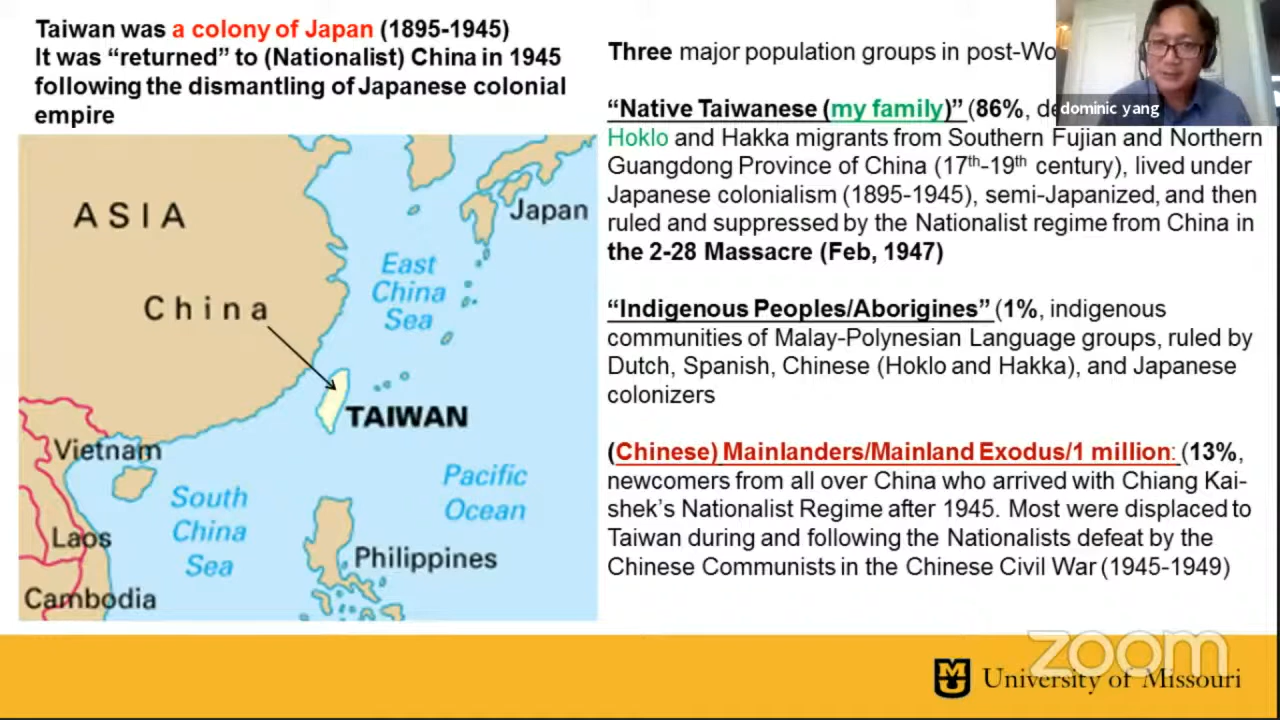 Taiwan was a colony of Japan (1895-1945)
It was “returned” to (Nationalist) China in 1945
following the dismantling of Japanese colonial
empire
ASIA
China
Japan
East
China
Sea
TAIWAN
Vietnam
South
China
Sea
Pacific
Ocean
Laos
Philippines
Cambodia
Three major population groups in
dominic yang
“Native Taiwanese (my family)” (86%,
Hoklo and Hakka migrants from Southern Fujian and Northern
Guangdong Province of China (17th-19th century), lived under
Japanese colonialism (1895-1945), semi-Japanized, and then
ruled and suppressed by the Nationalist regime from China in
the 2-28 Massacre (Feb, 1947)
“Indigenous Peoples/Aborigines” (1%, indigenous
communities of Malay-Polynesian Language groups, ruled by
Dutch, Spanish, Chinese (Hoklo and Hakka), and Japanese
colonizers
(Chinese) Mainlanders/Mainland Exodus/1 million: (13%,
newcomers from all over China who arrived with Chiang Kai-
shek’s Nationalist Regime after 1945. Most were displaced to
Taiwan during and following the Nationalists defeat by the
Chinese Communists in the Chinese Civil War (1945-1949)
zoom
University of Missouri